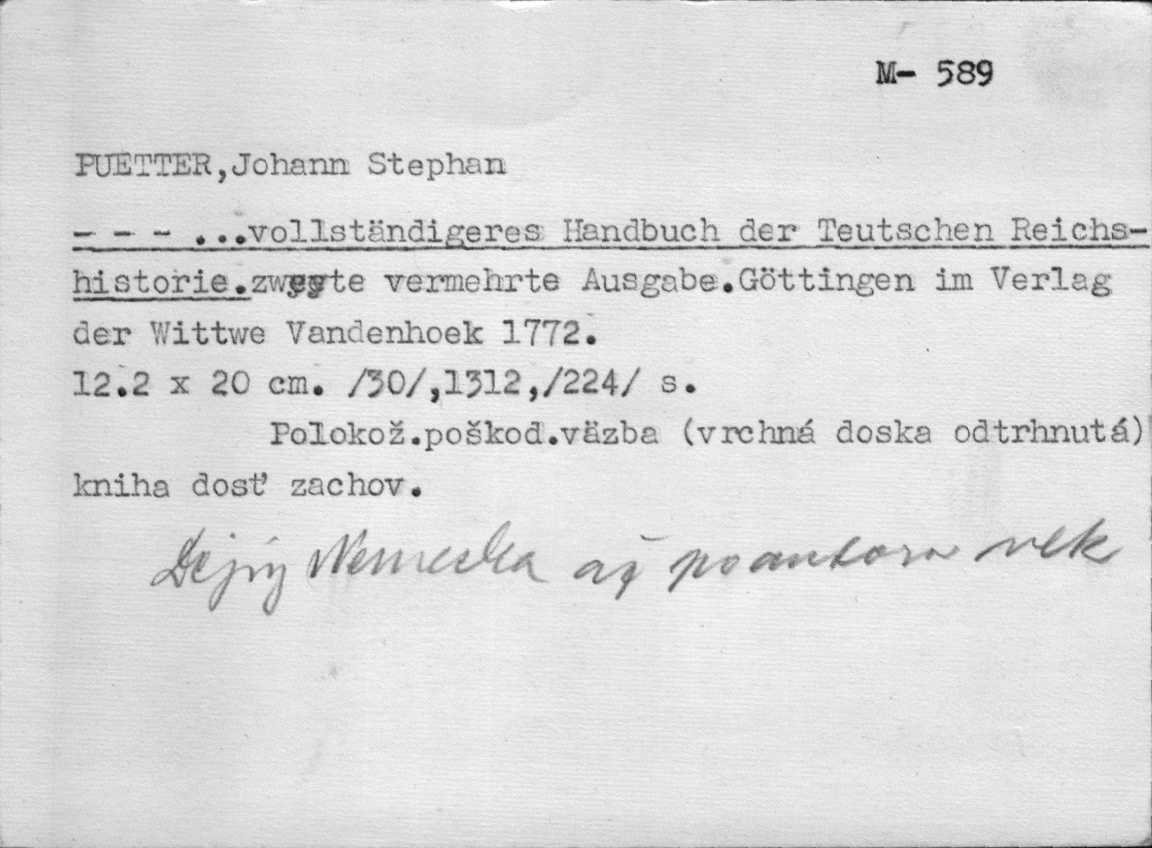 M- 589
PUETTER,Johann Stephan
- - - ...vollständigeres Handbuch der Teutschen Reichs-
historie.zweyte vermehrte Ausgabe.Göttingen im Verlag
der Wittwe Vandenhoek 1772.
12.2 x 20 cm. /30/,1312,/224/ s.
Polokož.poškod.väzba (vrchná doska odtrhnutá)
kniha dosť zachov.
Dejiny Nemecka až po autorov vek